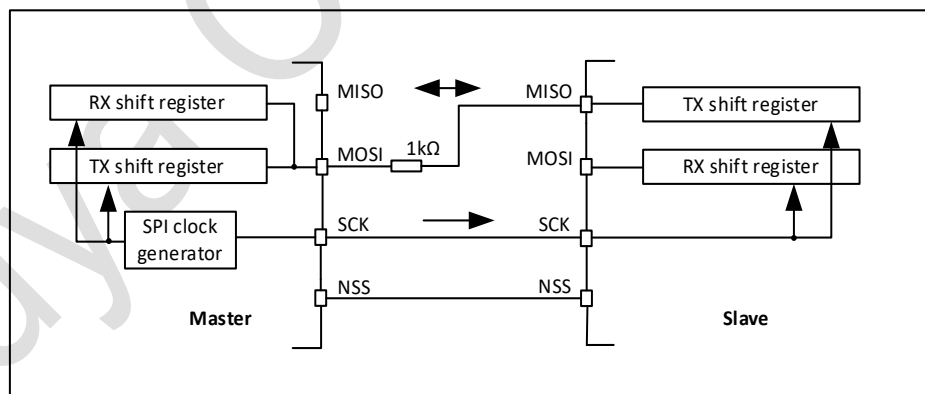 MISO
MISO
RX shift register
TX shift register
1kΩ
MOSI
MOSI
TX shift register
RX shift register
SPI clock
generator
SCK
SCK
NSS
NSS
Master
Slave